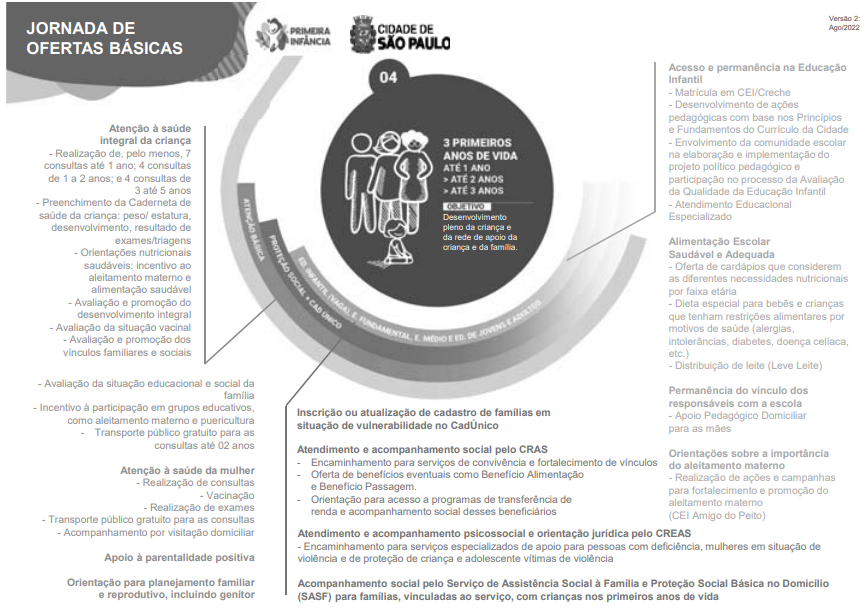 JORNADA DE
OFERTAS BÁSICAS
PRIMEIRA
INFÂNCIA
CIDADE DE
SÃO PAULO
Versão 2:
Ago/2022
04
3 PRIMEIROS
ANOS DE VIDA
ATÉ 1 ANO
> ATÉ 2 ANOS
> ATÉ 3 ANOS
OBJETIVO
Desenvolvimento
pleno da criança e
da rede de apoio da
criança e da família.
ATENÇÃO BÁSICA
PROTEÇÃO SOCIAL + CAD ÚNICO
ED. INFANTIL (VAGA), E. FUNDAMENTAL, E. MÉDIO E ED. DE JOVENS E ADULTOS
Atenção à saúde
integral da criança
- Realização de, pelo menos, 7
consultas até 1 ano; 4 consultas
de 1 a 2 anos; e 4 consultas de
3 até 5 anos
- Preenchimento da Caderneta de
saúde da criança: peso/ estatura,
desenvolvimento, resultado de
exames/triagens
- Orientações nutricionais
saudáveis: incentivo ao
aleitamento materno e
alimentação saudável
- Avaliação e promoção do
desenvolvimento integral
- Avaliação da situação vacinal
- Avaliação e promoção dos
vínculos familiares e sociais
- Avaliação da situação educacional e social da
família
- Incentivo à participação em grupos educativos,
como aleitamento materno e puericultura
- Transporte público gratuito para as
consultas até 02 anos
Atenção à saúde da mulher
- Realização de consultas
- Vacinação
- Realização de exames
- Transporte público gratuito para as consultas
- Acompanhamento por visitação domiciliar
Apoio à parentalidade positiva
Orientação para planejamento familiar
e reprodutivo, incluindo genitor
Inscrição ou atualização de cadastro de famílias em
situação de vulnerabilidade no CadÚnico
Atendimento e acompanhamento social pelo CRAS
- Encaminhamento para serviços de convivência e fortalecimento de vínculos
- Oferta de benefícios eventuais como Benefício Alimentação
e Benefício Passagem.
- Orientação para acesso a programas de transferência de
renda e acompanhamento social desses beneficiários
Atendimento e acompanhamento psicossocial e orientação jurídica pelo CREAS
- Encaminhamento para serviços especializados de apoio para pessoas com deficiência, mulheres em situação de
violência e de proteção de criança e adolescente vítimas de violência
Acompanhamento social pelo Serviço de Assistência Social à Família e Proteção Social Básica no Domicílio
(SASF) para famílias, vinculadas ao serviço, com crianças nos primeiros anos de vida
Acesso e permanência na Educação
Infantil
- Matrícula em CEI/Creche
- Desenvolvimento de ações
pedagógicas com base nos Princípios
e Fundamentos do Currículo da Cidade
- Envolvimento da comunidade escolar
na elaboração e implementação do
projeto político pedagógico e
participação no processo da Avaliação
da Qualidade da Educação Infantil
- Atendimento Educacional
Especializado
Alimentação Escolar
Saudável e Adequada
- Oferta de cardápios que considerem
as diferentes necessidades nutricionais
por faixa etária
- Dieta especial para bebês e crianças
que tenham restrições alimentares por
motivos de saúde (alergias,
intolerâncias, diabetes, doença celíaca,
etc.)
- Distribuição de leite (Leve Leite)
Permanência do vínculo dos
responsáveis com a escola
- Apoio Pedagógico Domiciliar
para as mães
Orientações sobre a importância
do aleitamento materno
- Realização de ações e campanhas
para fortalecimento e promoção do
aleitamento materno
(CEI Amigo do Peito)